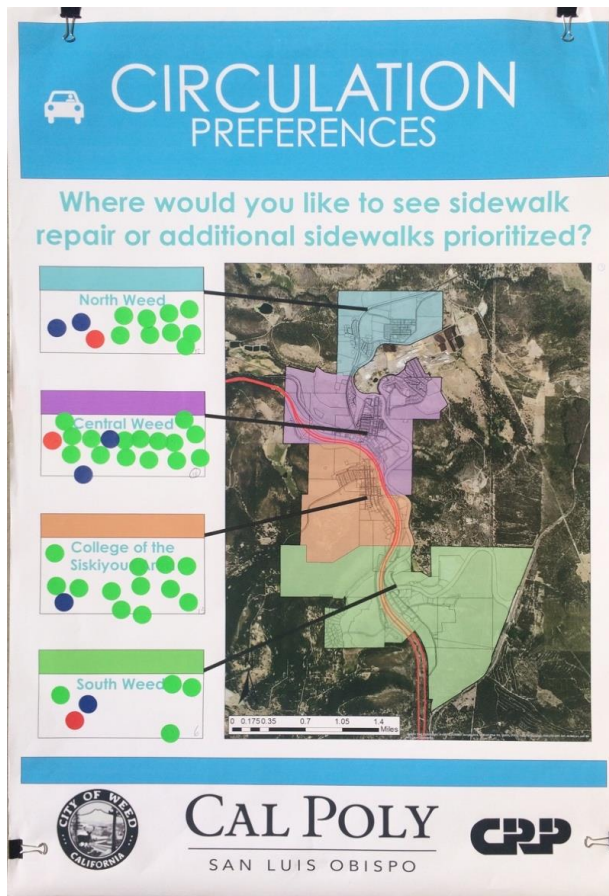 CIRCULATION
PREFERENCES
Where would you like to see sidewalk
repair or additional sidewalks prioritized?
North Weed
Central Weed
College of the
Siskiyou
South Weed
6
0 0.175 0.35 0.7 1.05 1.4
Miles
CITY OF WEED
CALIFORNIA
CAL POLY
SAN LUIS OBISPO
CRP